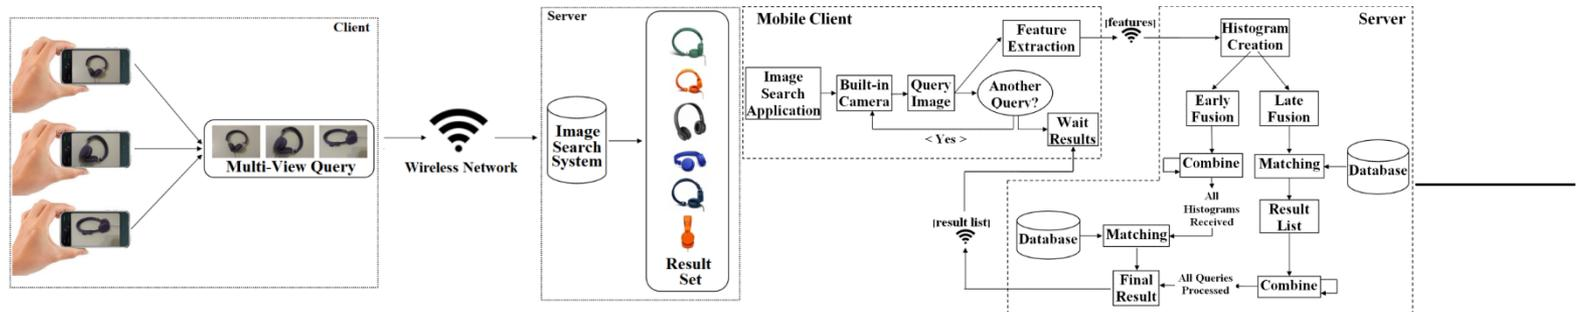 Client
Multi-View Query
Wireless Network
Server
Image
Search
System
Result
Set
Mobile Client
Image
Search
Application
Built-in
Camera
Query
Image
Feature
Extraction
Another
Query?
< Yes >
Wait
Results
[features]
Server
Histogram
Creation
Early
Fusion
Late
Fusion
Combine
Matching
Database
All
Histograms
Received
Result
List
[result list]
Database
Matching
Final
Result
All Queries
Processed
Combine